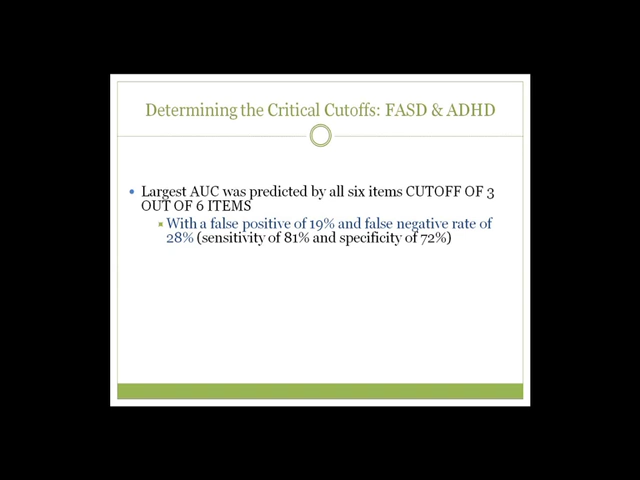 Determining the Critical Cutoffs: FASD & ADHD
Largest AUC was predicted by all six items CUTOFF OF 3
OUT OF 6 ITEMS
With a false positive of 19% and false negative rate of
28% (sensitivity of 81% and specificity of 72%)